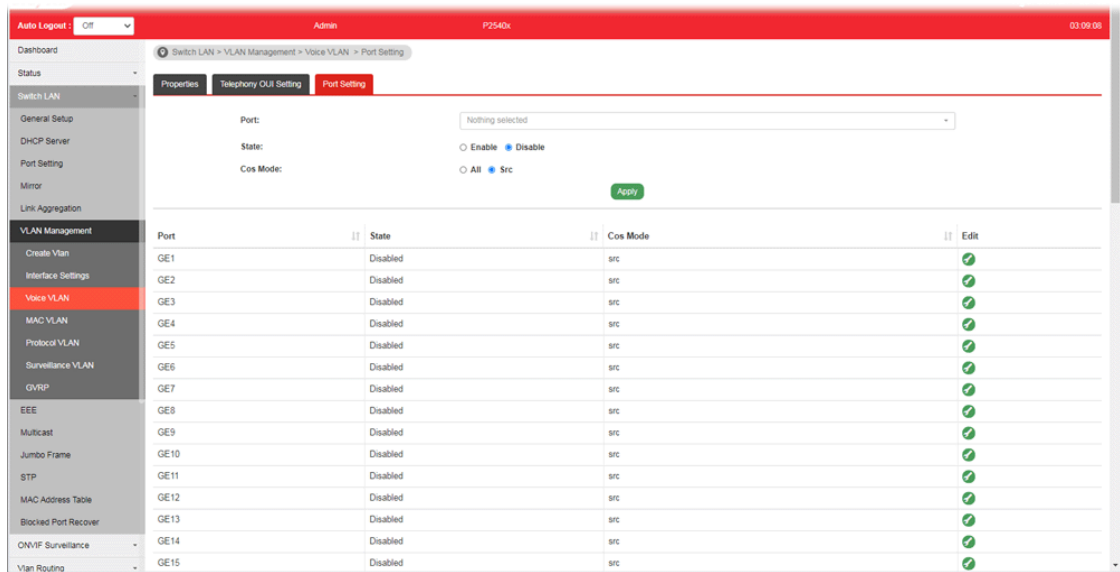 Auto Logout : Off Admin P2540x 03:09:08
Dashboard
Status
Switch LAN
General Setup
DHCP Server
Port Setting
Mirror
Link Aggregation
VLAN Management
Create Vlan
Interface Settings
Voice VLAN
MAC VLAN
Protocol VLAN
Surveillance VLAN
GVRP
EEE
Multicast
Jumbo Frame
STP
MAC Address Table
Blocked Port Recover
ONVIF Surveillance
Vlan Routing
Switch LAN > VLAN Management > Voice VLAN > Port Setting
Properties Telephony OUI Setting Port Setting
Port: Nothing selected
State: Enable Disable
Cos Mode: All Src
Apply
Port State Cos Mode Edit
GE1 Disabled src
GE2 Disabled src
GE3 Disabled src
GE4 Disabled src
GE5 Disabled src
GE6 Disabled src
GE7 Disabled src
GE8 Disabled src
GE9 Disabled src
GE10 Disabled src
GE11 Disabled src
GE12 Disabled src
GE13 Disabled src
GE14 Disabled src
GE15 Disabled src